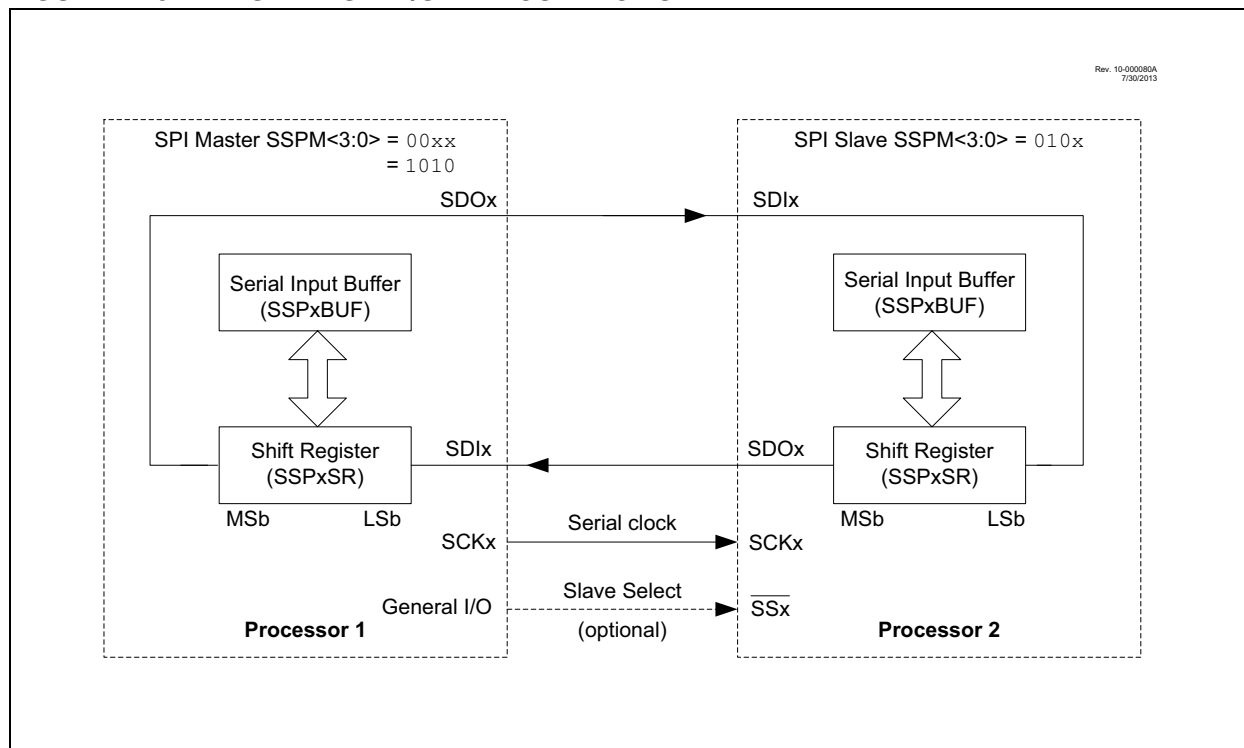 Rev. 10-000080A
7/30/2013
SPI Master SSPM<3:0> = 00xx
= 1010
SPI Slave SSPM<3:0> = 010x
SDOx
SDIx
Serial Input Buffer
(SSPxBUF)
Serial Input Buffer
(SSPxBUF)
Shift Register
(SSPxSR)
SDIx
SDOx
Shift Register
(SSPxSR)
MSb
LSb
MSb
LSb
SCKx
Serial clock
SCKx
General I/O
Slave Select
(optional)
SSx
Processor 1
Processor 2